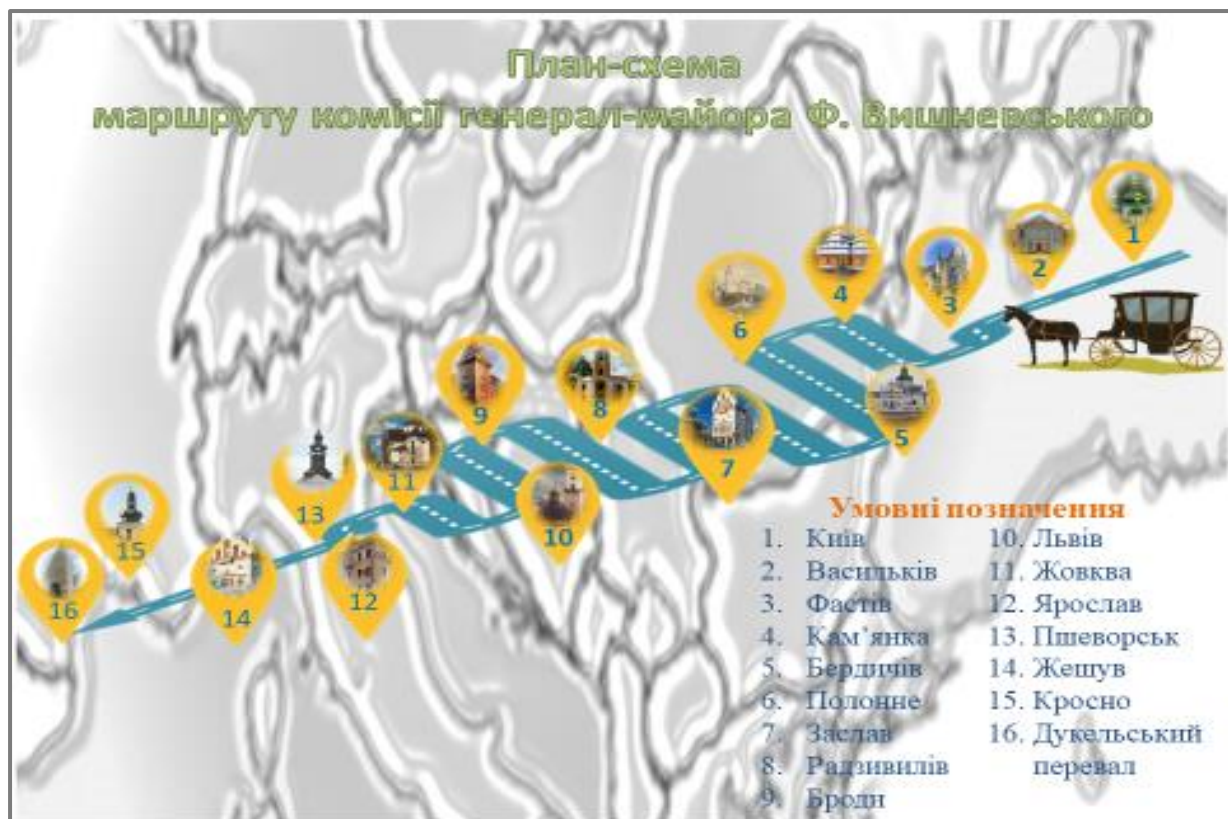 План-схема
маршруту комісії генерал-майора Ф. Вишневського
1
2
3
4
5
6
7
8
9
10
11
12
13
14
15
16
Умовні позначення
1. Київ
2. Васильків
3. Фастів
4. Кам’янка
5. Бердичів
6. Полонне
7. Заслав
8. Радзивилів
9. Броди
10. Львів
11. Жовква
12. Ярослав
13. Пшеворськ
14. Жешув
15. Кросно
16. Дукельський
перевал